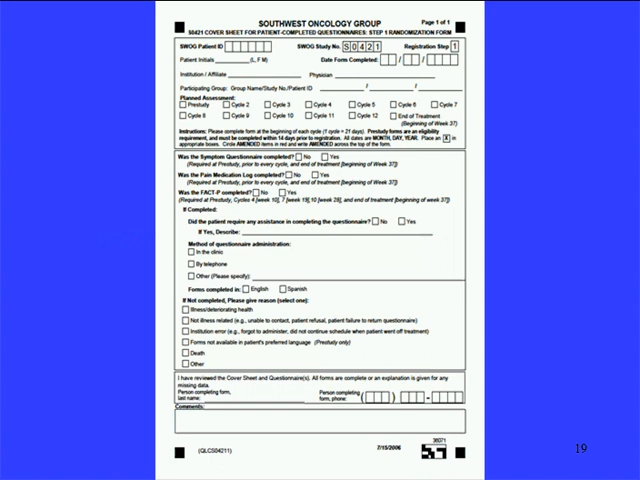 SOUTHWEST ONCOLOGY GROUP
Page 1 of 1
S0421 COVER SHEET FOR PATIENT-COMPLETED QUESTIONNAIRES: STEP 1 RANDOMIZATION FORM
SWOG Patient ID
SWOG Study No. S 0 4 2 1
Registration Step 1
Patient Initials (L, F M)
Date Form Completed: / /
Institution / Affiliate
Physician
Participating Group: Group Name/Study No./Patient ID / /
Planned Assessment:
Prestudy Cycle 2 Cycle 3 Cycle 4 Cycle 5 Cycle 6 Cycle 7
Cycle 8 Cycle 9 Cycle 10 Cycle 11 Cycle 12 End of Treatment
(Beginning of Week 37)
Instructions: Please complete form at the beginning of each cycle (1 cycle = 21 days). Prestudy forms are an eligibility
requirement, and must be completed within 14 days prior to registration. All dates are MONTH, DAY, YEAR. Place an X in
appropriate boxes. Circle AMENDED items in red and write AMENDED across the top of the form.
Was the Symptom Questionnaire completed? No Yes
(Required at Prestudy, prior to every cycle, and end of treatment [beginning of Week 37])
Was the Pain Medication Log completed? No Yes
(Required at Prestudy, prior to every cycle, and end of treatment [beginning of week 37])
Was the FACT-P completed? No Yes
(Required at Prestudy, Cycles 4 [week 10], 7 [week 19], 10 [week 28], and end of treatment [beginning of week 37])
If Completed:
Did the patient require any assistance in completing the questionnaire? No Yes
If Yes, Describe:
Method of questionnaire administration:
In the clinic
By telephone
Other (Please specify):
Forms completed in: English Spanish
If Not completed, Please give reason (select one):
Illness/deteriorating health
Not illness related (e.g., unable to contact, patient refusal, patient failure to return questionnaire)
Institution error (e.g., forgot to administer, did not continue schedule when patient went off treatment)
Forms not available in patient's preferred language (Prestudy only)
Death
Other
I have reviewed the Cover Sheet and Questionnaire(s). All forms are complete or an explanation is given for any
missing data.
Person completing form,
last name:
Person completing
form, phone: ( ) -
Comments:
(QLCS04211)
7/15/2006
38071
19